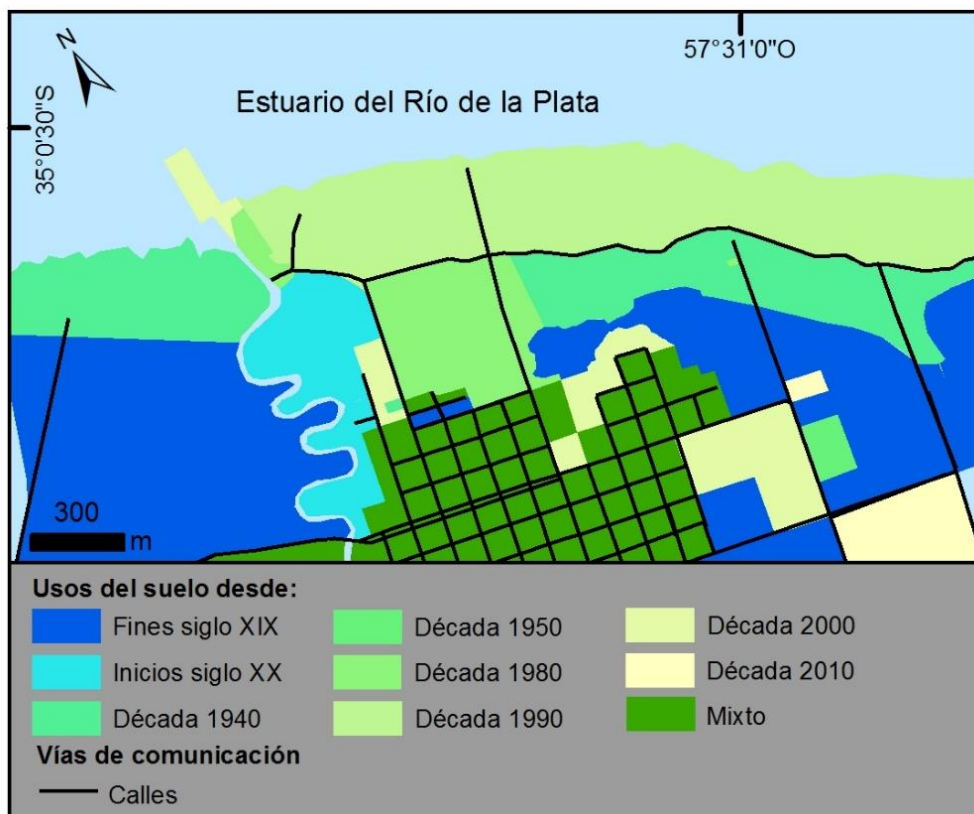 N
57°31'0"O
Estuario del Río de la Plata
35°0'30"S
300
m
Usos del suelo desde:
Fines siglo XIX
Inicios siglo XX
Década 1940
Década 1950
Década 1980
Década 1990
Década 2000
Década 2010
Mixto
Vías de comunicación
Calles